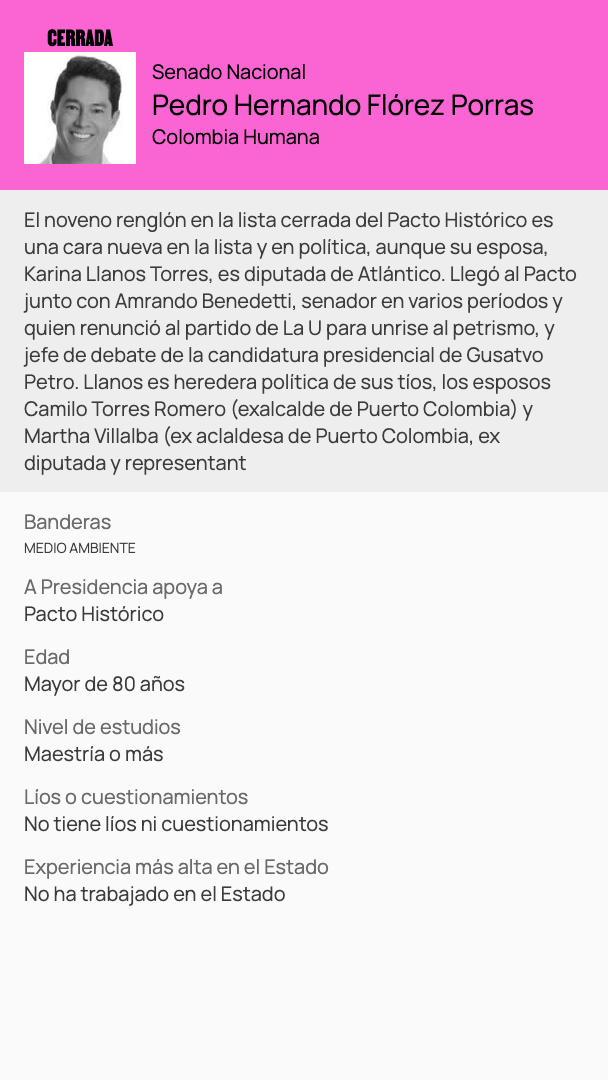 CERRADA
Senado Nacional
Pedro Hernando Flórez Porras
Colombia Humana
El noveno renglón en la lista cerrada del Pacto Histórico es
una cara nueva en la lista y en política, aunque su esposa,
Karina Llanos Torres, es diputada de Atlántico. Llegó al Pacto
junto con Amrando Benedetti, senador en varios períodos y
quien renunció al partido de La U para unrise al petrismo, y
jefe de debate de la candidatura presidencial de Gusatvo
Petro. Llanos es heredera política de sus tíos, los esposos
Camilo Torres Romero (exalcalde de Puerto Colombia) y
Martha Villalba (ex aclaldesa de Puerto Colombia, ex
diputada y representant
Banderas
MEDIO AMBIENTE
A Presidencia apoya a
Pacto Histórico
Edad
Mayor de 80 años
Nivel de estudios
Maestría o más
Líos o cuestionamientos
No tiene líos ni cuestionamientos
Experiencia más alta en el Estado
No ha trabajado en el Estado